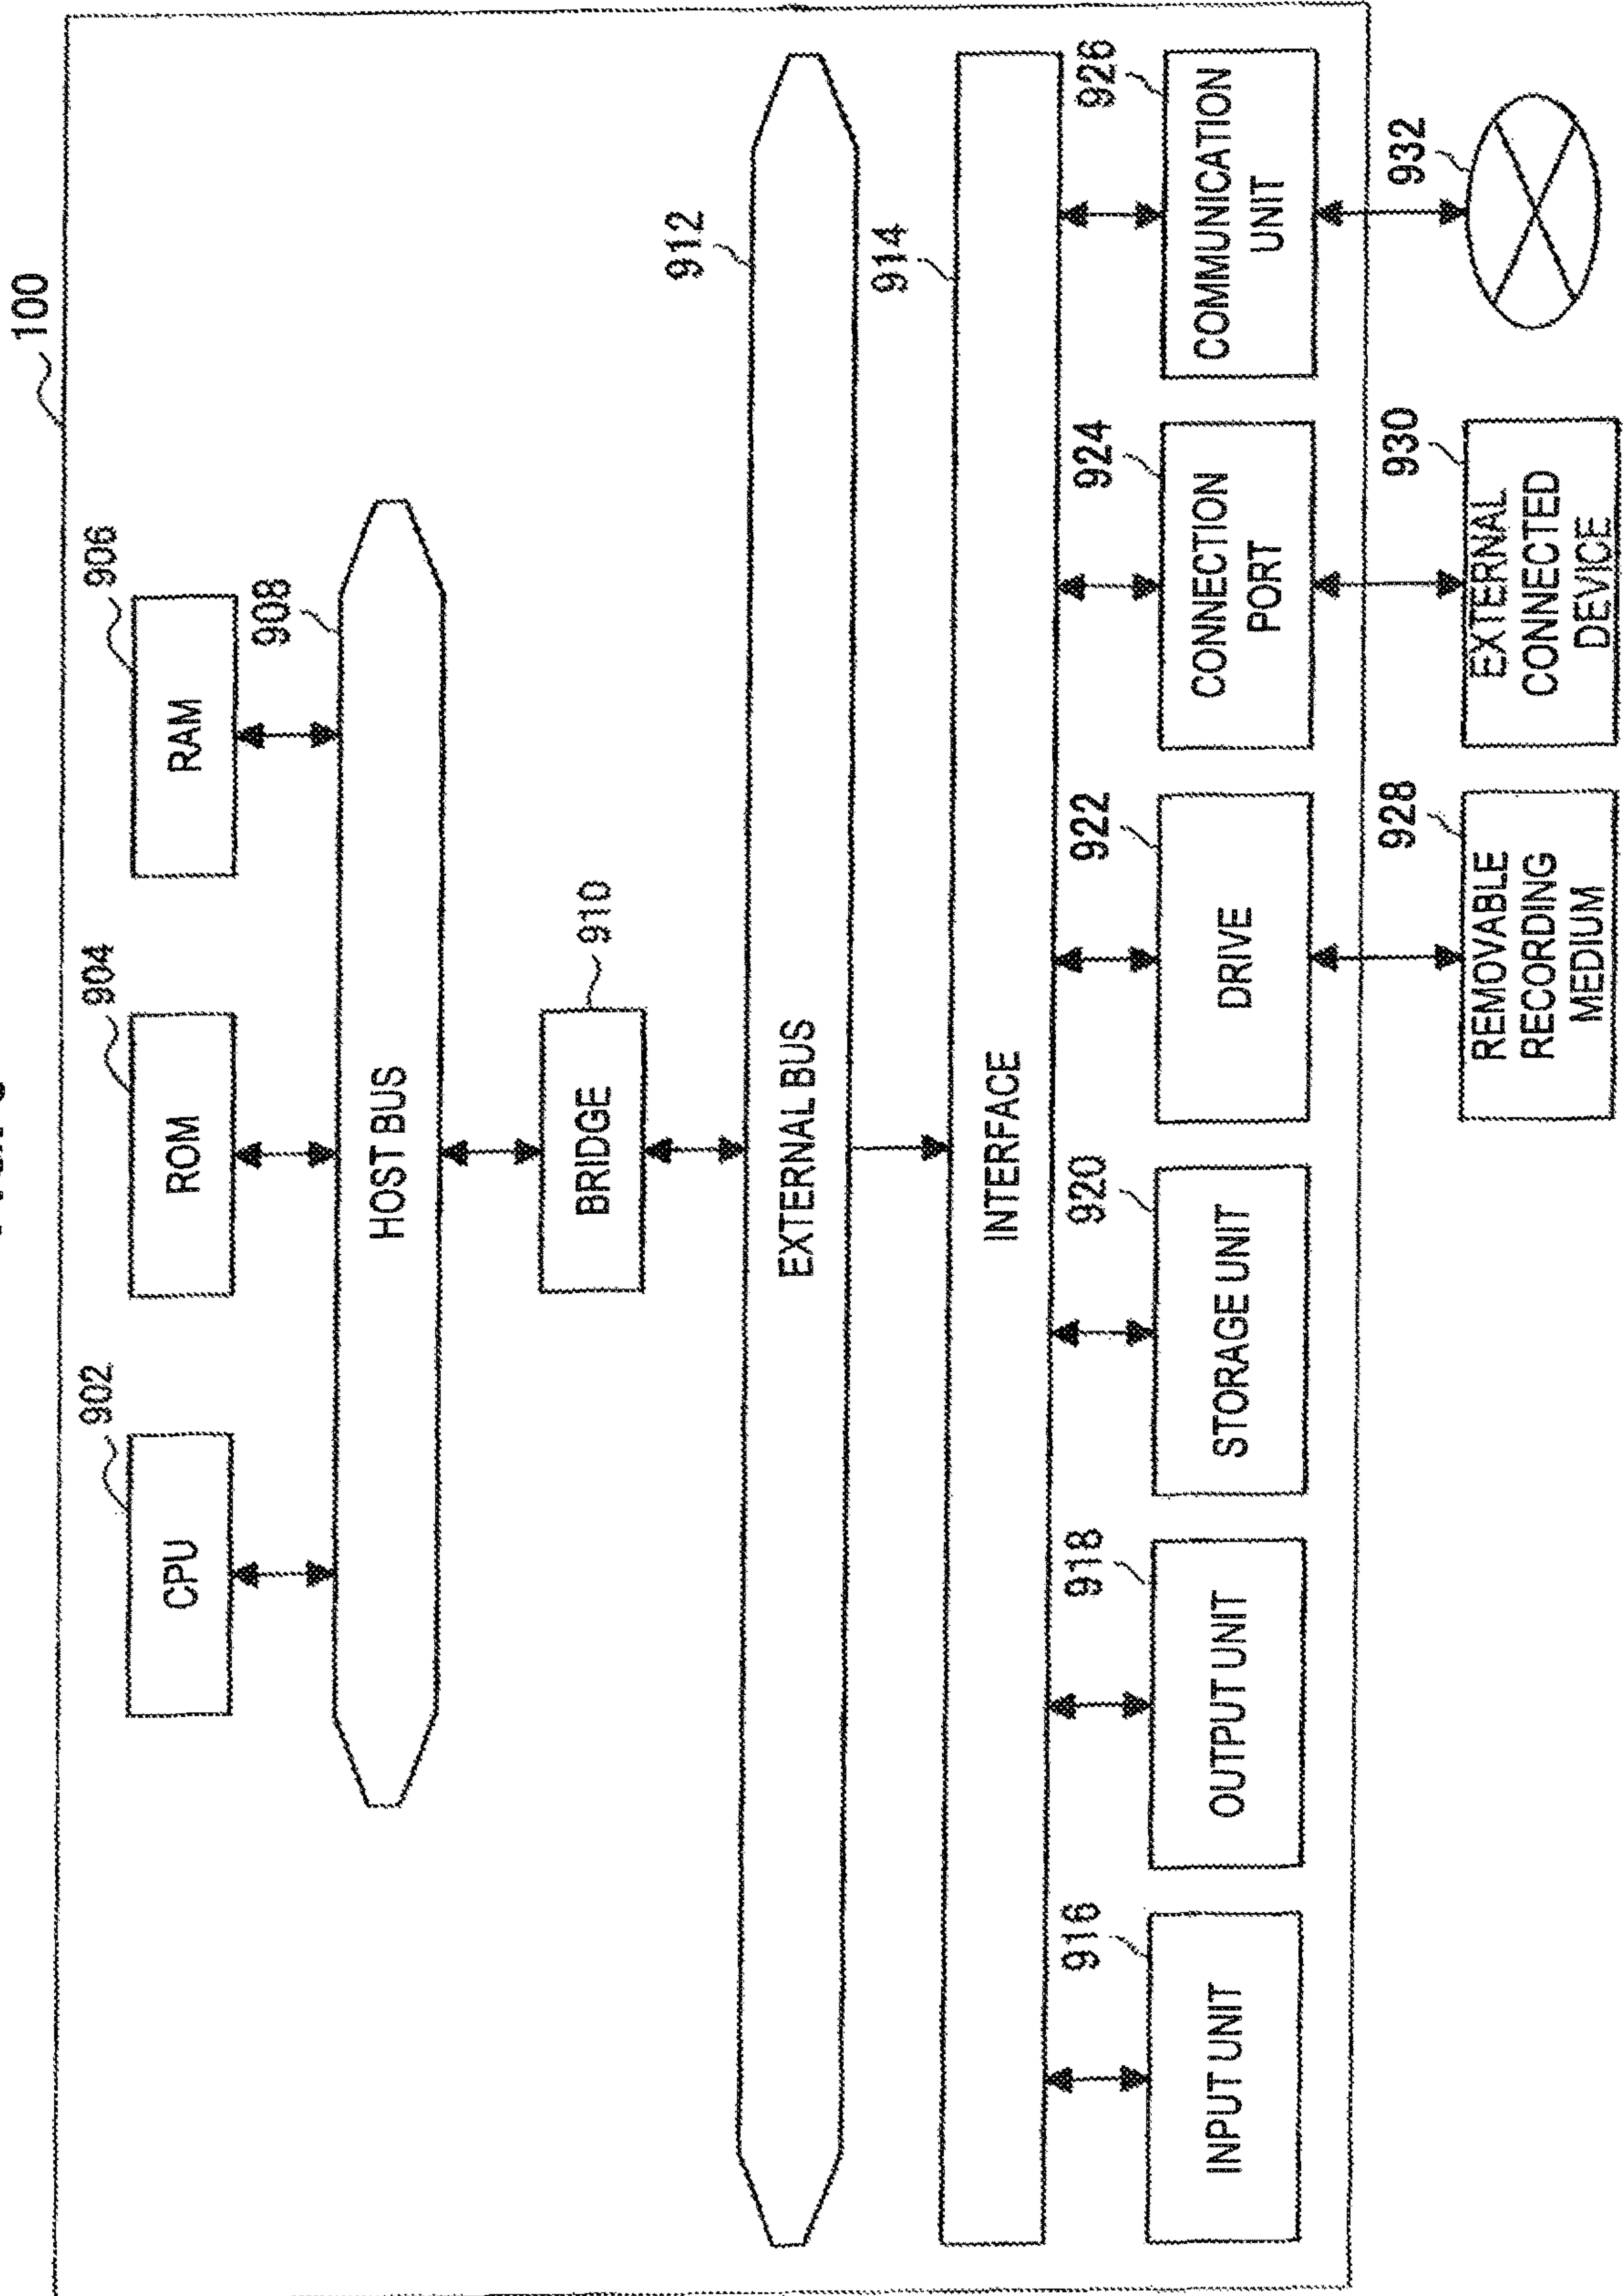 100
902
904
906
CPU
ROM
RAM
908
HOST BUS
910
BRIDGE
912
EXTERNAL BUS
914
INTERFACE
916
918
920
922
924
926
INPUT UNIT
OUTPUT UNIT
STORAGE UNIT
DRIVE
CONNECTION
PORT
COMMUNICATION
UNIT
928
930
932
REMOVABLE
RECORDING
MEDIUM
EXTERNAL
CONNECTED
DEVICE